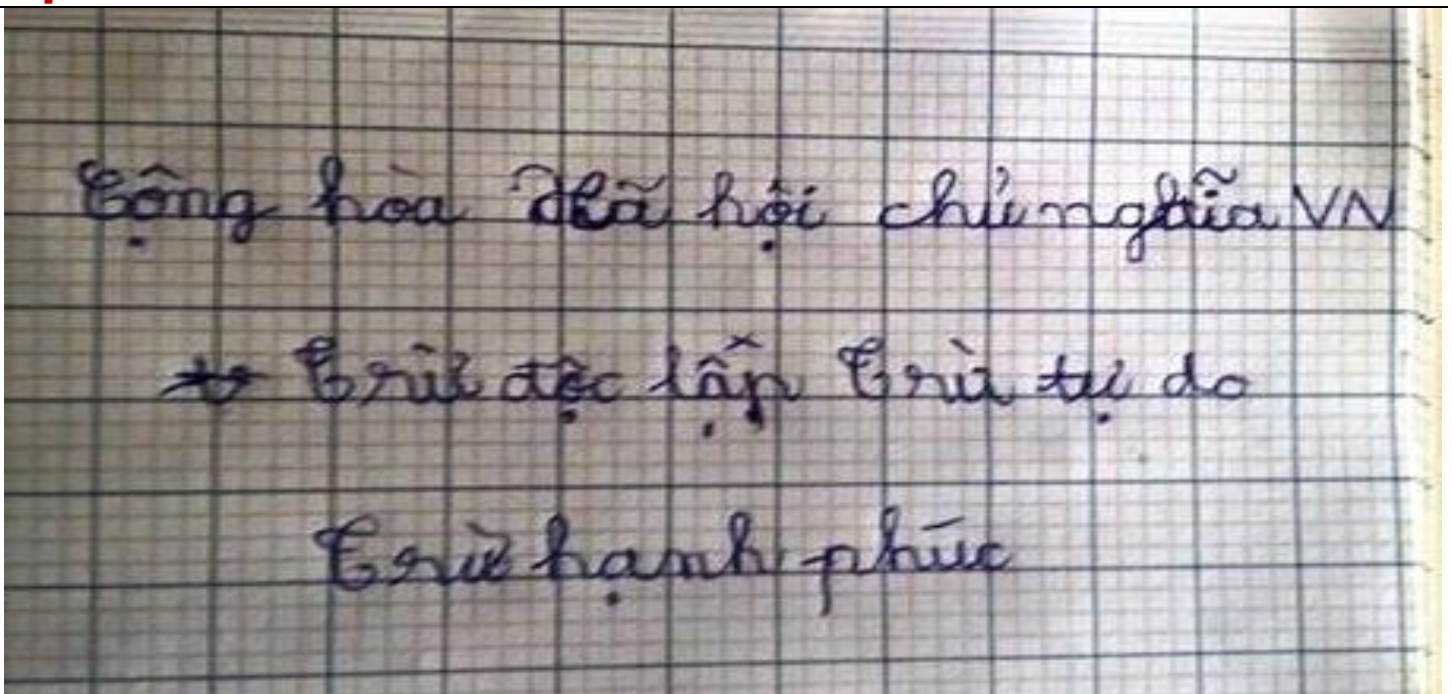 Cộng hòa Xã hội chủ nghĩa VN
Trừ độc lập Trừ tự do
Trừ hạnh phúc